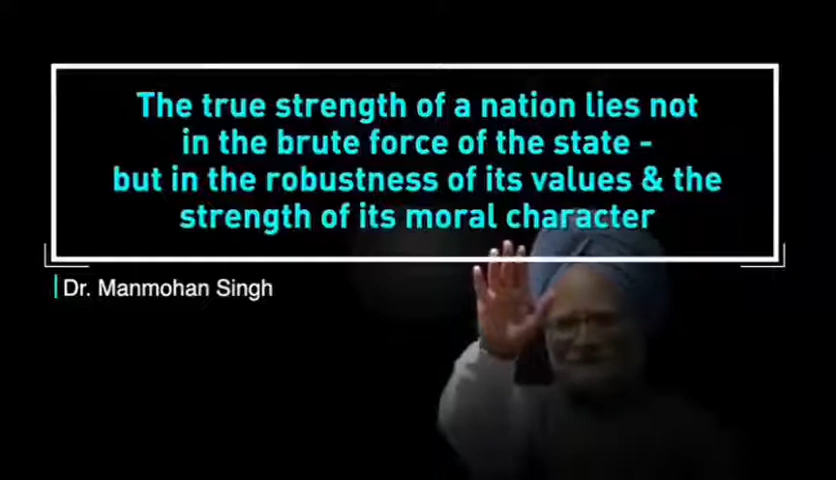 The true strength of a nation lies not
in the brute force of the state -
but in the robustness of its values & the
strength of its moral character
Dr. Manmohan Singh